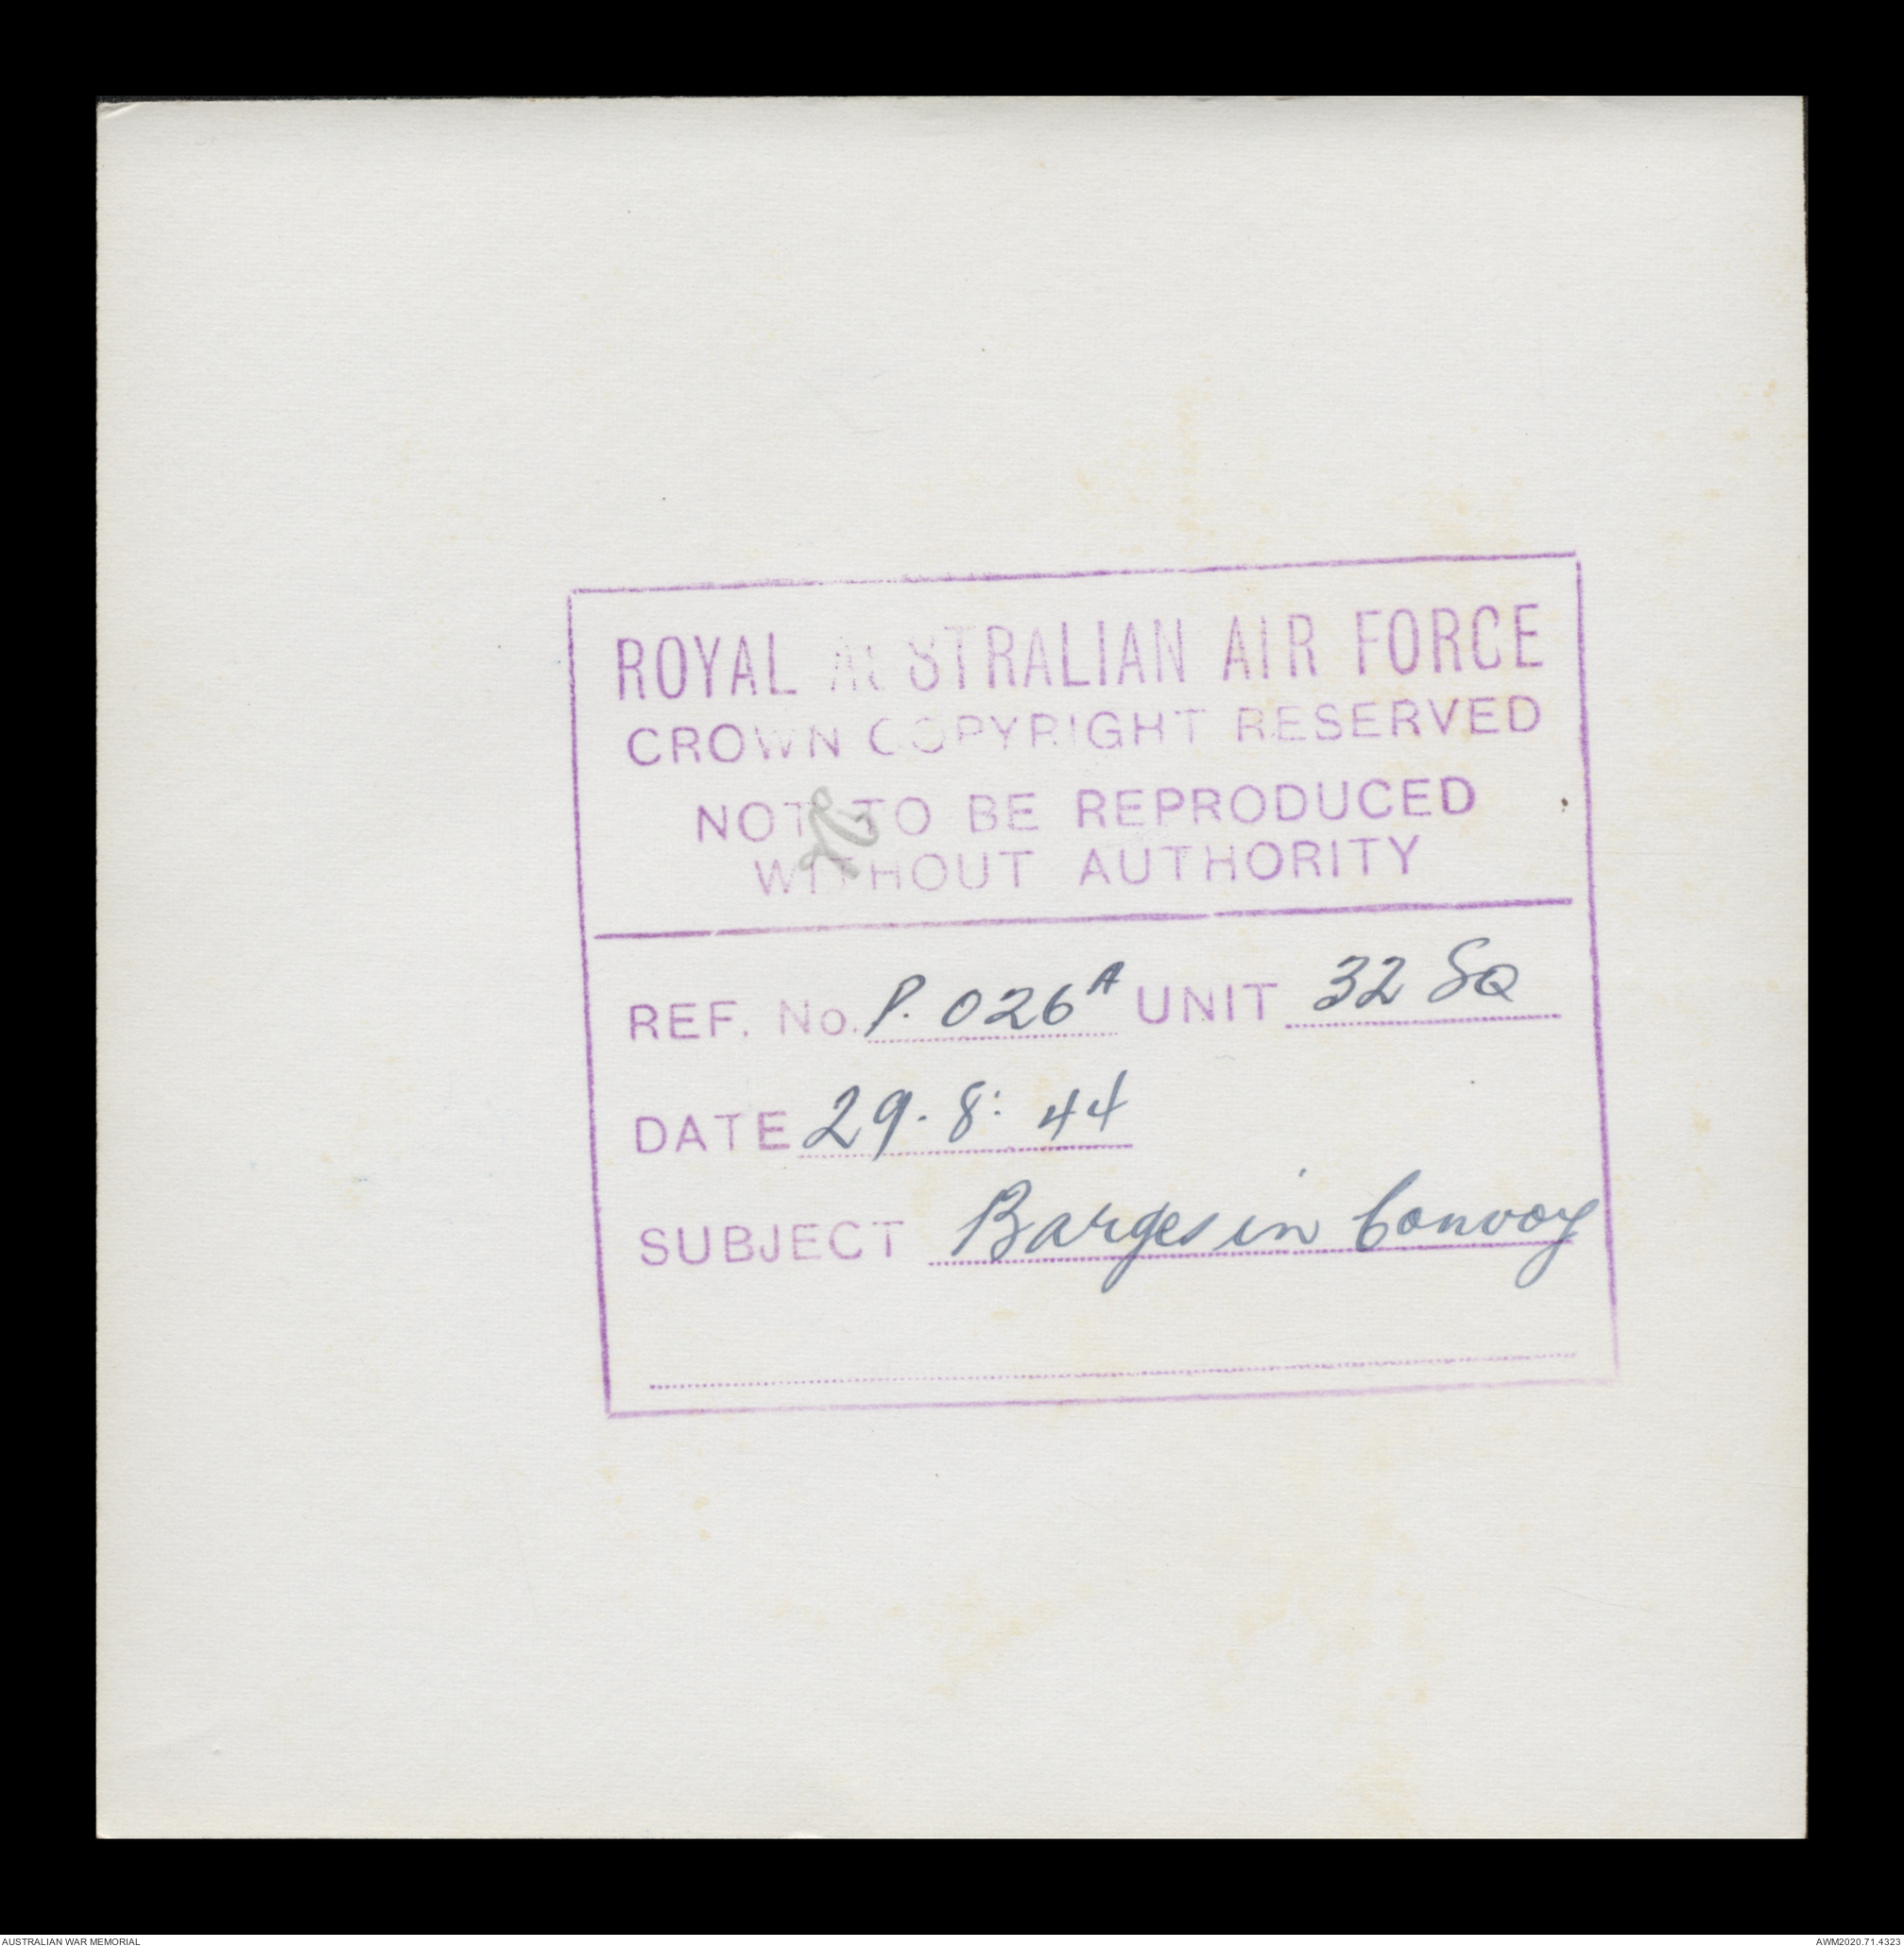 ROYAL AUSTRALIAN AIR FORCE
CROWN COPYRIGHT RESERVED
NOT TO BE REPRODUCED
WITHOUT AUTHORITY
REF. No. P. 026A UNIT 32 SQ
DATE 29.8:44
SUBJECT Barges in Convoy
AUSTRALIAN WAR MEMORIAL
AWM2020.71.4323